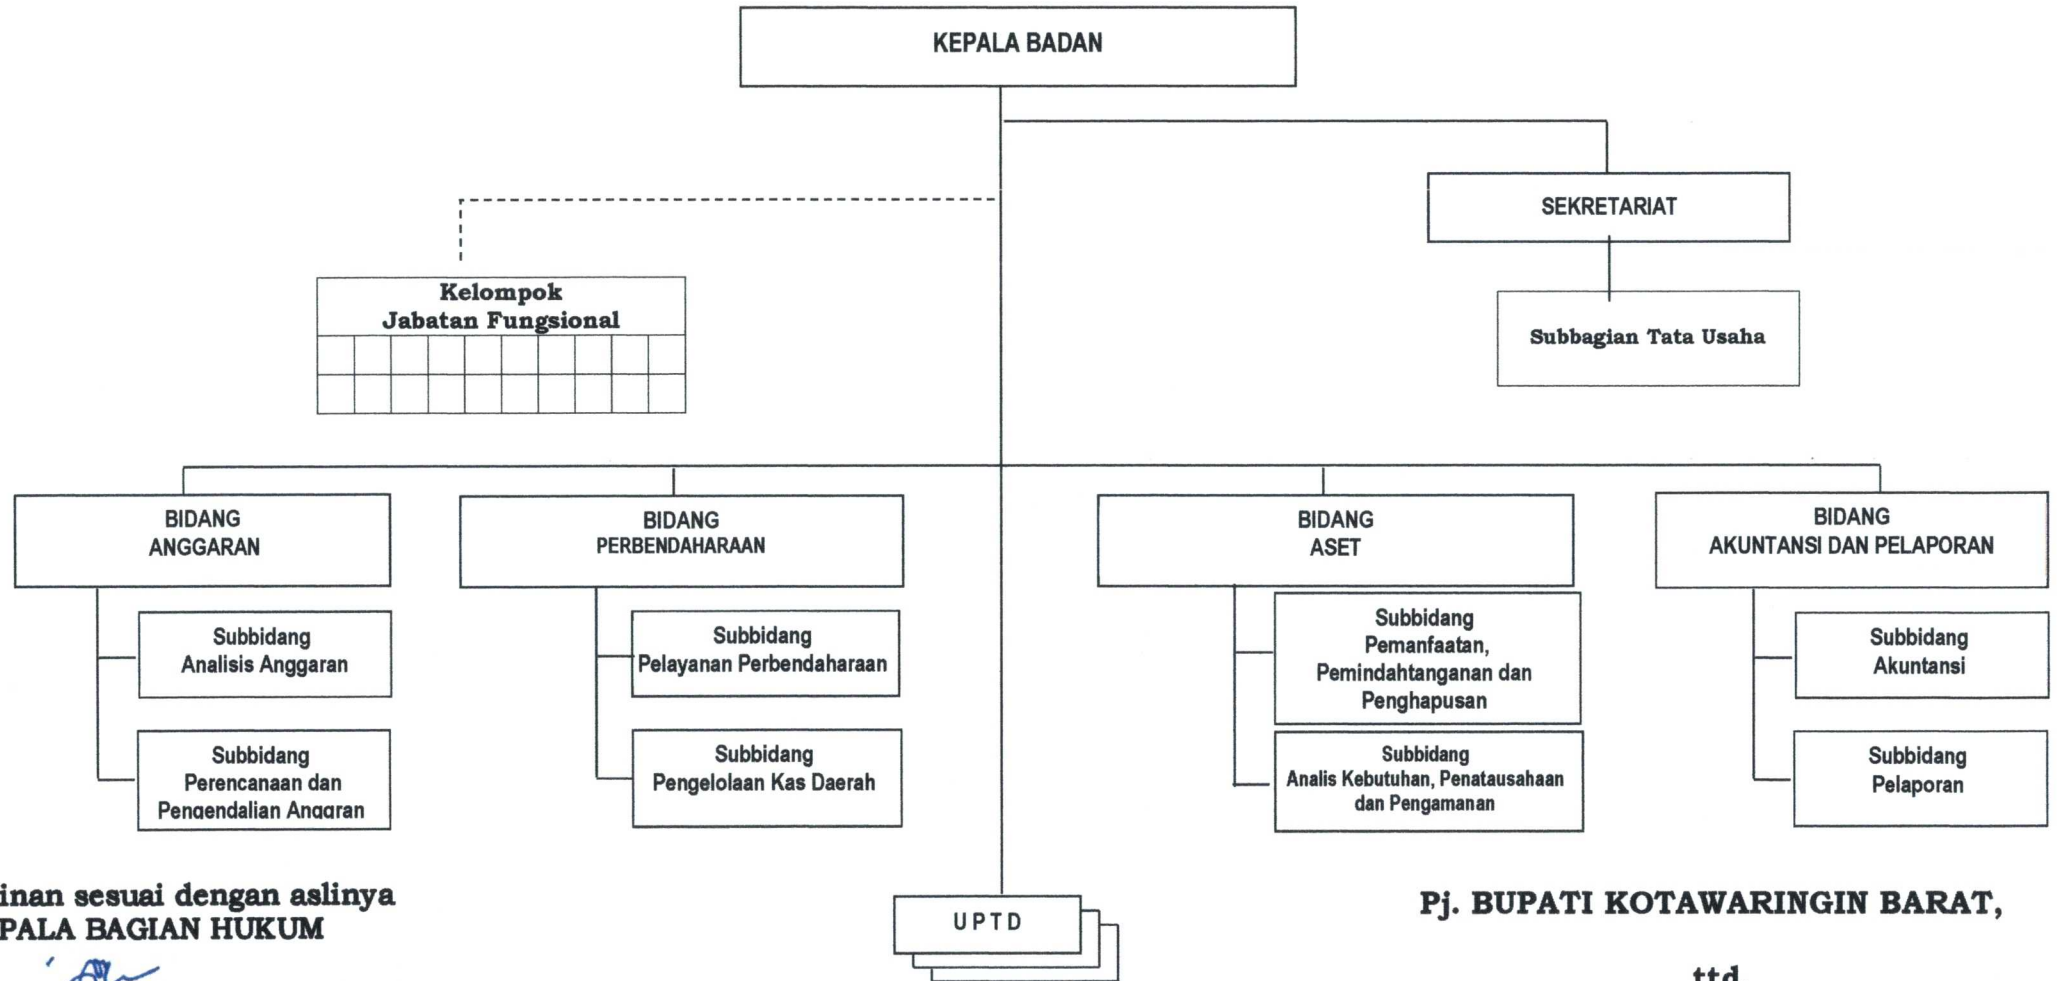 KEPALA BADAN
SEKRETARIAT
Kelompok
Jabatan Fungsional
Subbagian Tata Usaha
BIDANG
ANGGARAN
BIDANG
PERBENDAHARAAN
BIDANG
ASET
BIDANG
AKUNTANSI DAN PELAPORAN
Subbidang
Analisis Anggaran
Subbidang
Pelayanan Perbendaharaan
Subbidang
Pemanfaatan,
Pemindahtanganan dan
Penghapusan
Subbidang
Akuntansi
Subbidang
Perencanaan dan
Pengendalian Anggran
Subbidang
Pengelolaan Kas Daerah
Subbidang
Analis Kebutuhan, Penatausahaan
dan Pengamanan
Subbidang
Pelaporan
inan sesuai dengan aslinya
PALA BAGIAN HUKUM
UPTD
Pj. BUPATI KOTAWARINGIN BARAT,
ttd